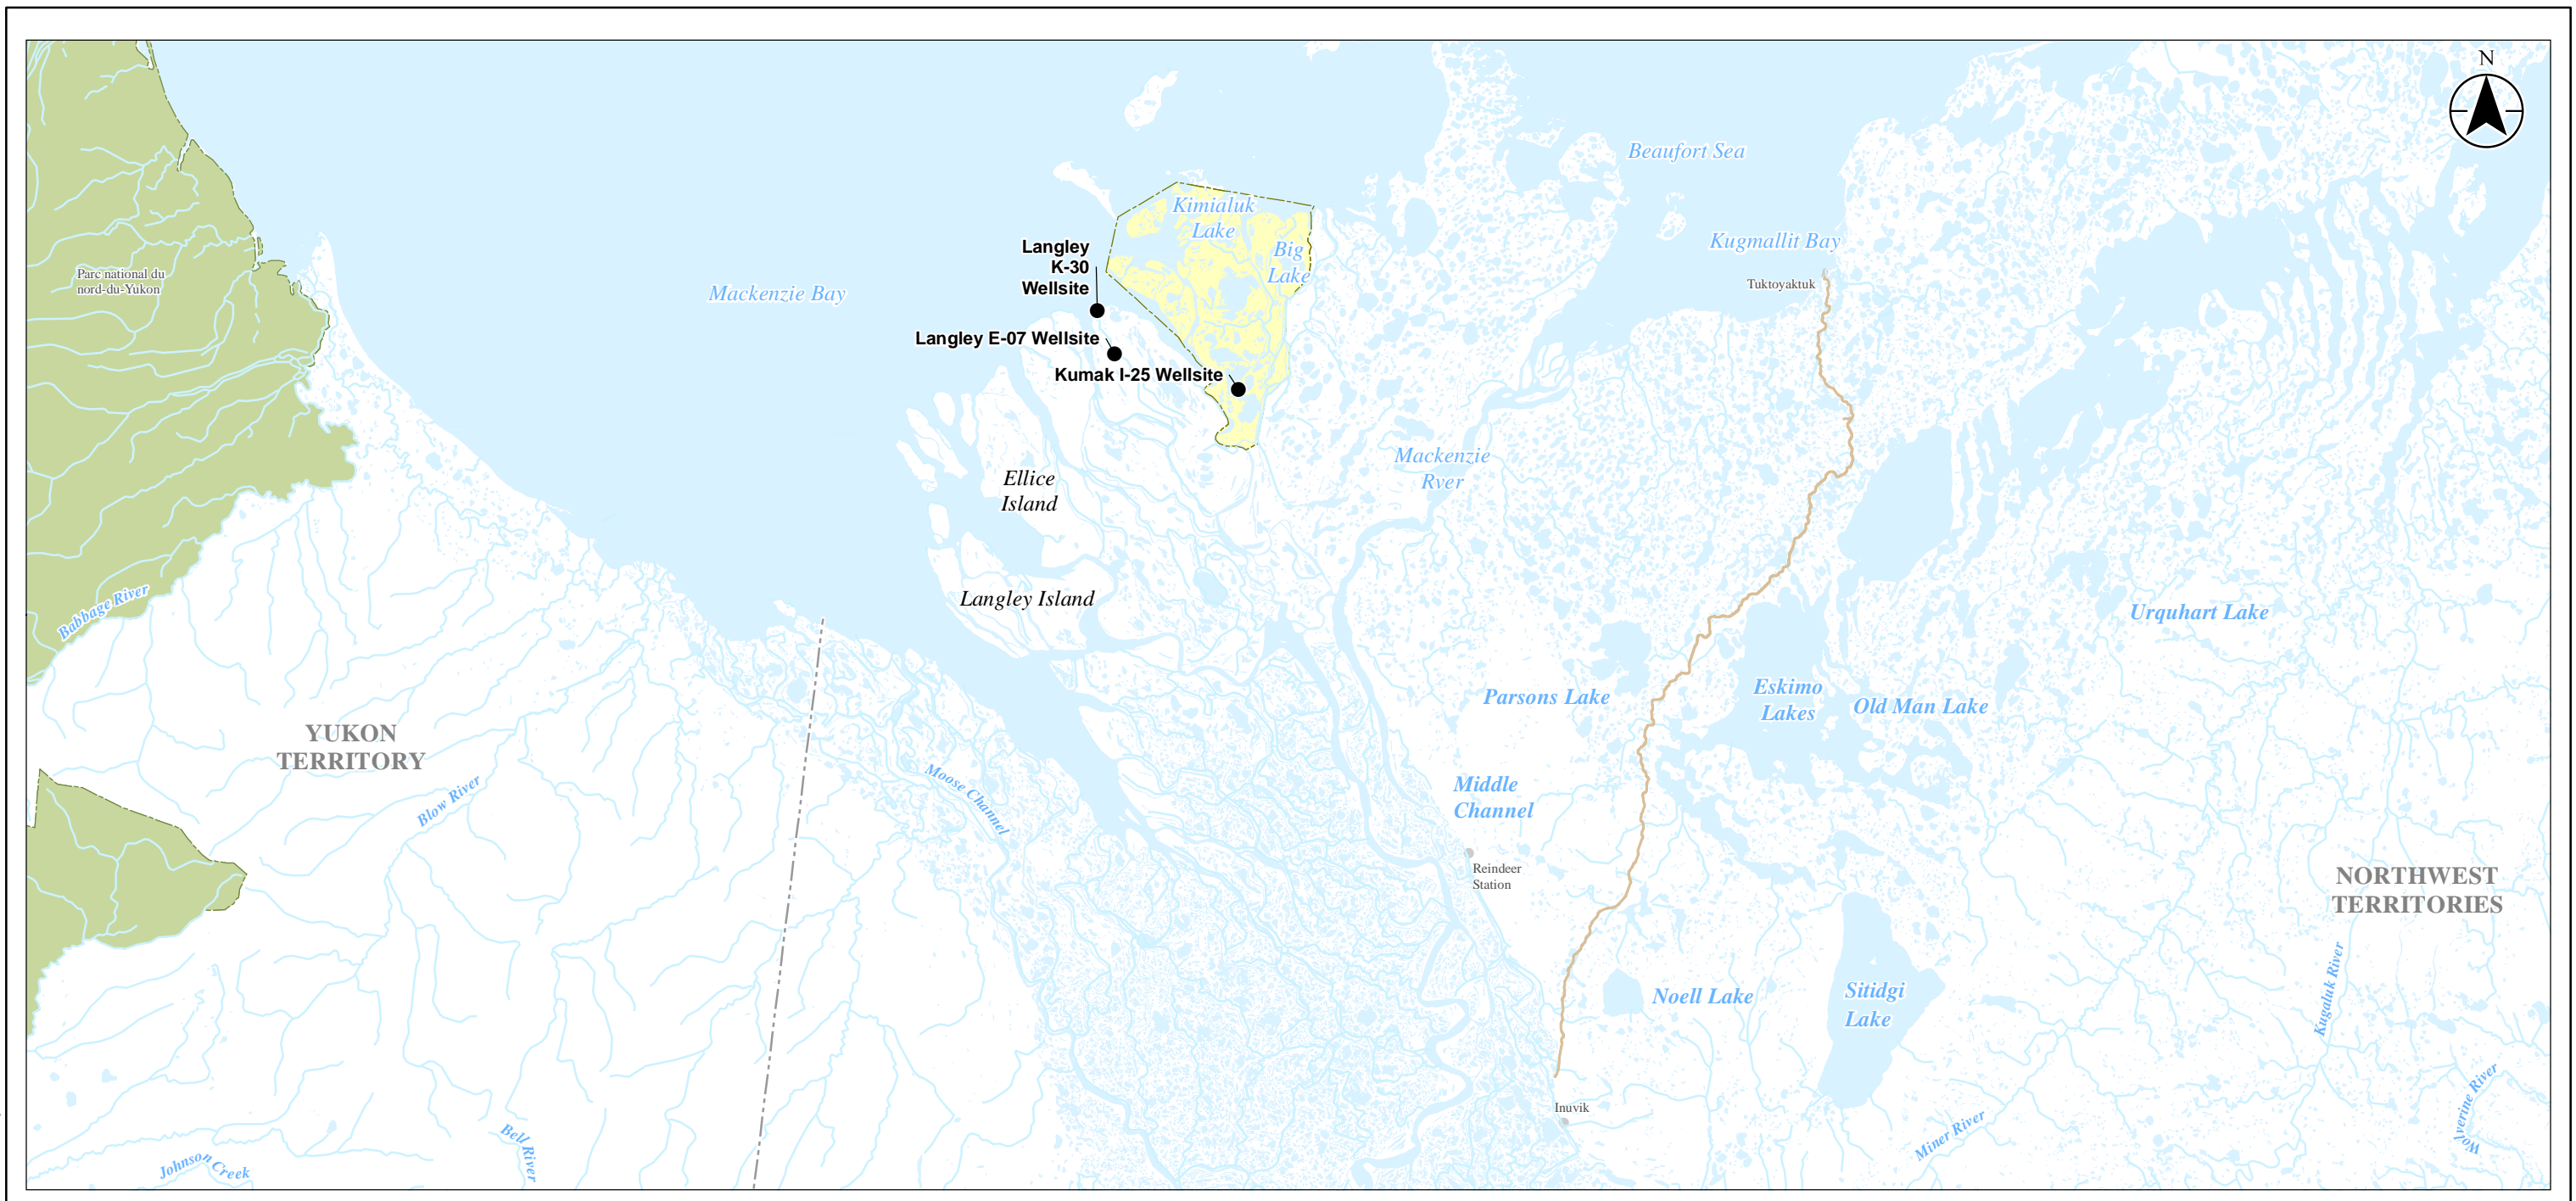 N
Beaufort Sea
Kimialuk
Lake
Kugmallit Bay
Langley
K-30
Wellsite
Big
Lake
Parc national du
nord-du-Yukon
Mackenzie Bay
Tuktoyaktuk
Langley E-07 Wellsite
Kumak I-25 Wellsite
Mackenzie
Rver
Ellice
Island
Langley Island
Babbage River
Urquhart Lake
Parsons Lake
Eskimo
Lakes
Old Man Lake
YUKON
TERRITORY
Blow River
Moose Channel
Middle
Channel
Reindeer
Station
NORTHWEST
TERRITORIES
Noell Lake
Sitidgi
Lake
Kugaluk River
Inuvik
Miner River
Wolverine River
Bell River
Johnson Creek